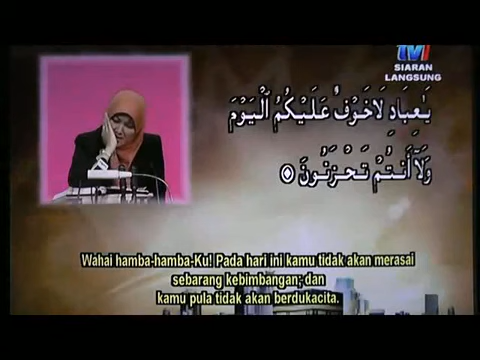 TV1
SIARAN
LANGSUNG
يَٰعِبَادِ لَا خَوْفٌ عَلَيْكُمُ ٱلْيَوْمَ
وَلَآ أَنتُمْ تَحْزَنُونَ
Wahai hamba-hamba-Ku! Pada hari ini kamu tidak akan merasai
sebarang kebimbangan; dan
kamu pula tidak akan berdukacita.